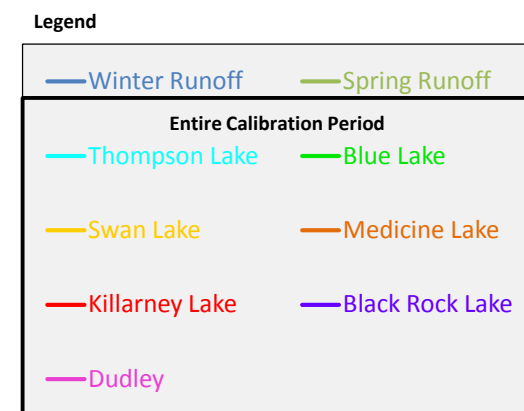 Legend
Winter Runoff Spring Runoff
Entire Calibration Period
Thompson Lake Blue Lake
Swan Lake Medicine Lake
Killarney Lake Black Rock Lake
Dudley